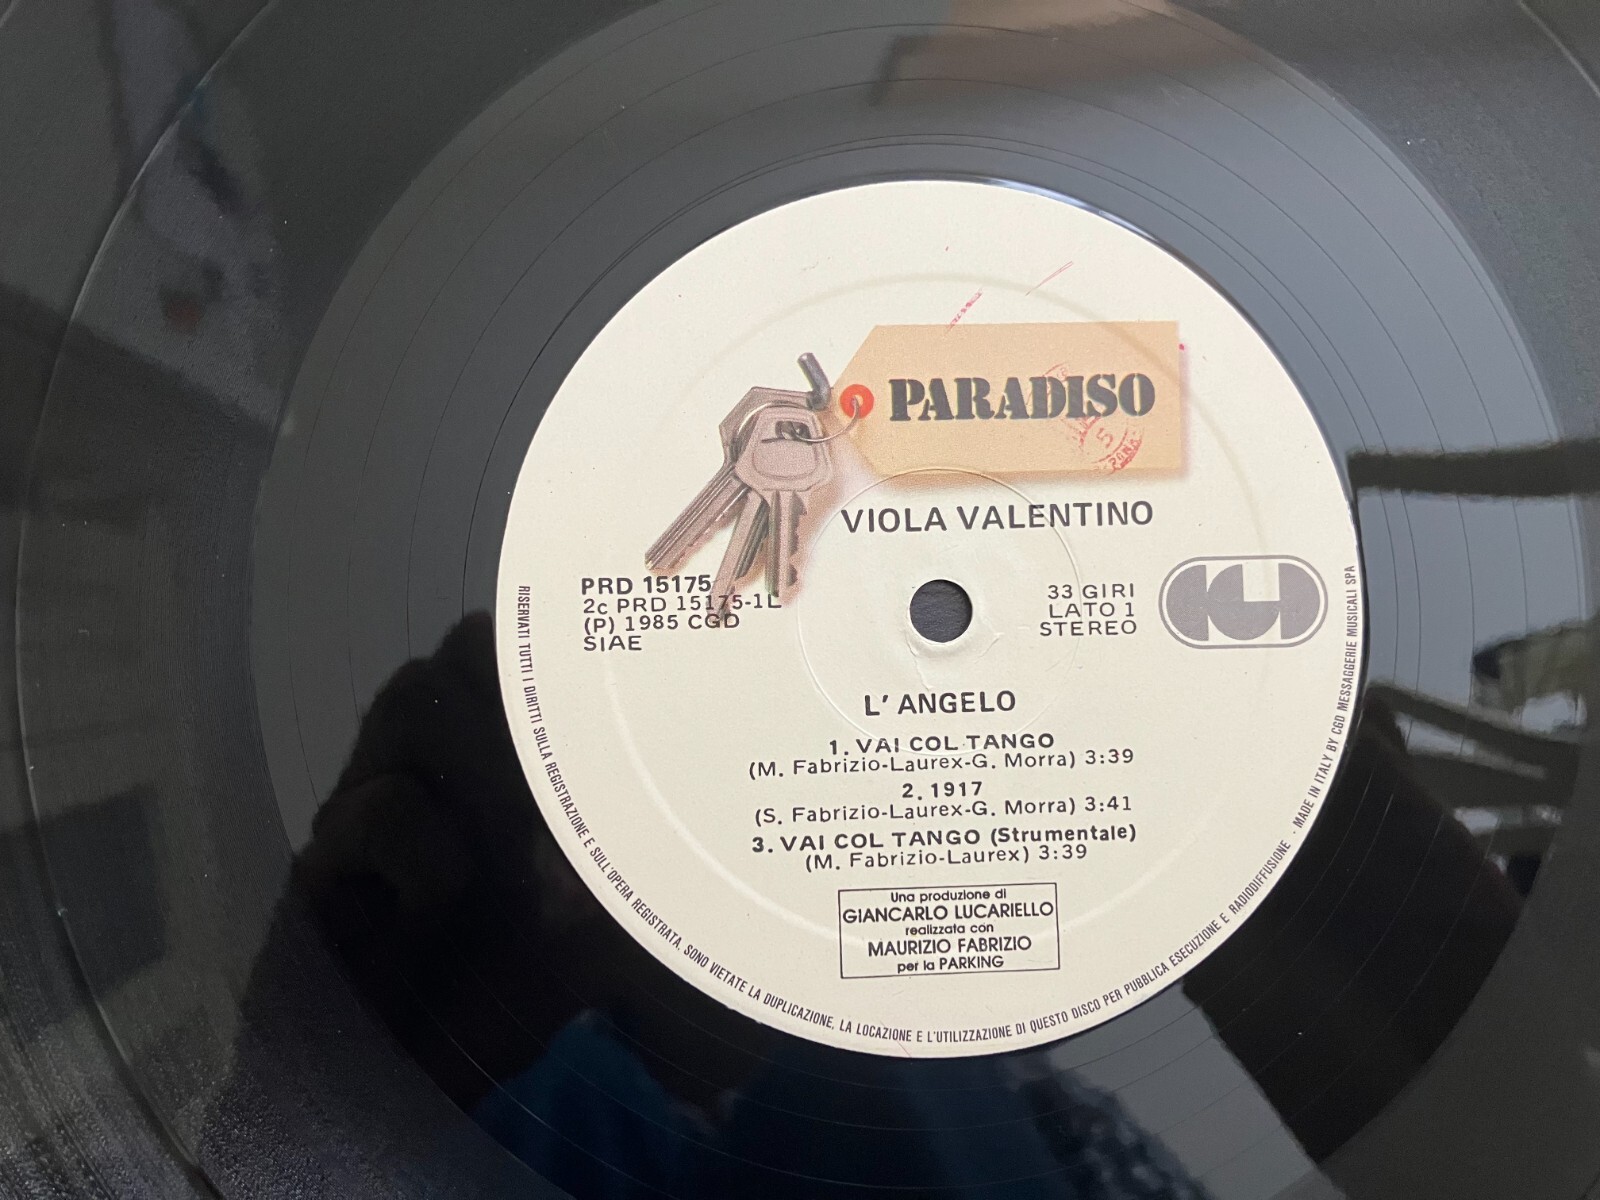 PARADISO
VIOLA VALENTINO
PRD 15175
2c PRD 15175-1L
(P) 1985 CGD
SIAE
33 GIRI
LATO 1
STEREO
CGD
L' ANGELO
1. VAI COL TANGO
(M. Fabrizio-Laurex-G. Morra) 3:39
2. 1917
(S. Fabrizio-Laurex-G. Morra) 3:41
3. VAI COL TANGO (Strumentale)
(M. Fabrizio-Laurex) 3:39
Una produzione di
GIANCARLO LUCARIELLO
realizzata con
MAURIZIO FABRIZIO
per la PARKING
RISERVATI TUTTI I DIRITTI SULLA REGISTRAZIONE E SULL'OPERA REGISTRATA. SONO VIETATE LA DUPLICAZIONE, LA LOCAZIONE E L'UTILIZZAZIONE DI QUESTO DISCO PER PUBBLICA ESECUZIONE E RADIODIFFUSIONE · MADE IN ITALY BY CGD MESSAGGERIE MUSICALI SPA